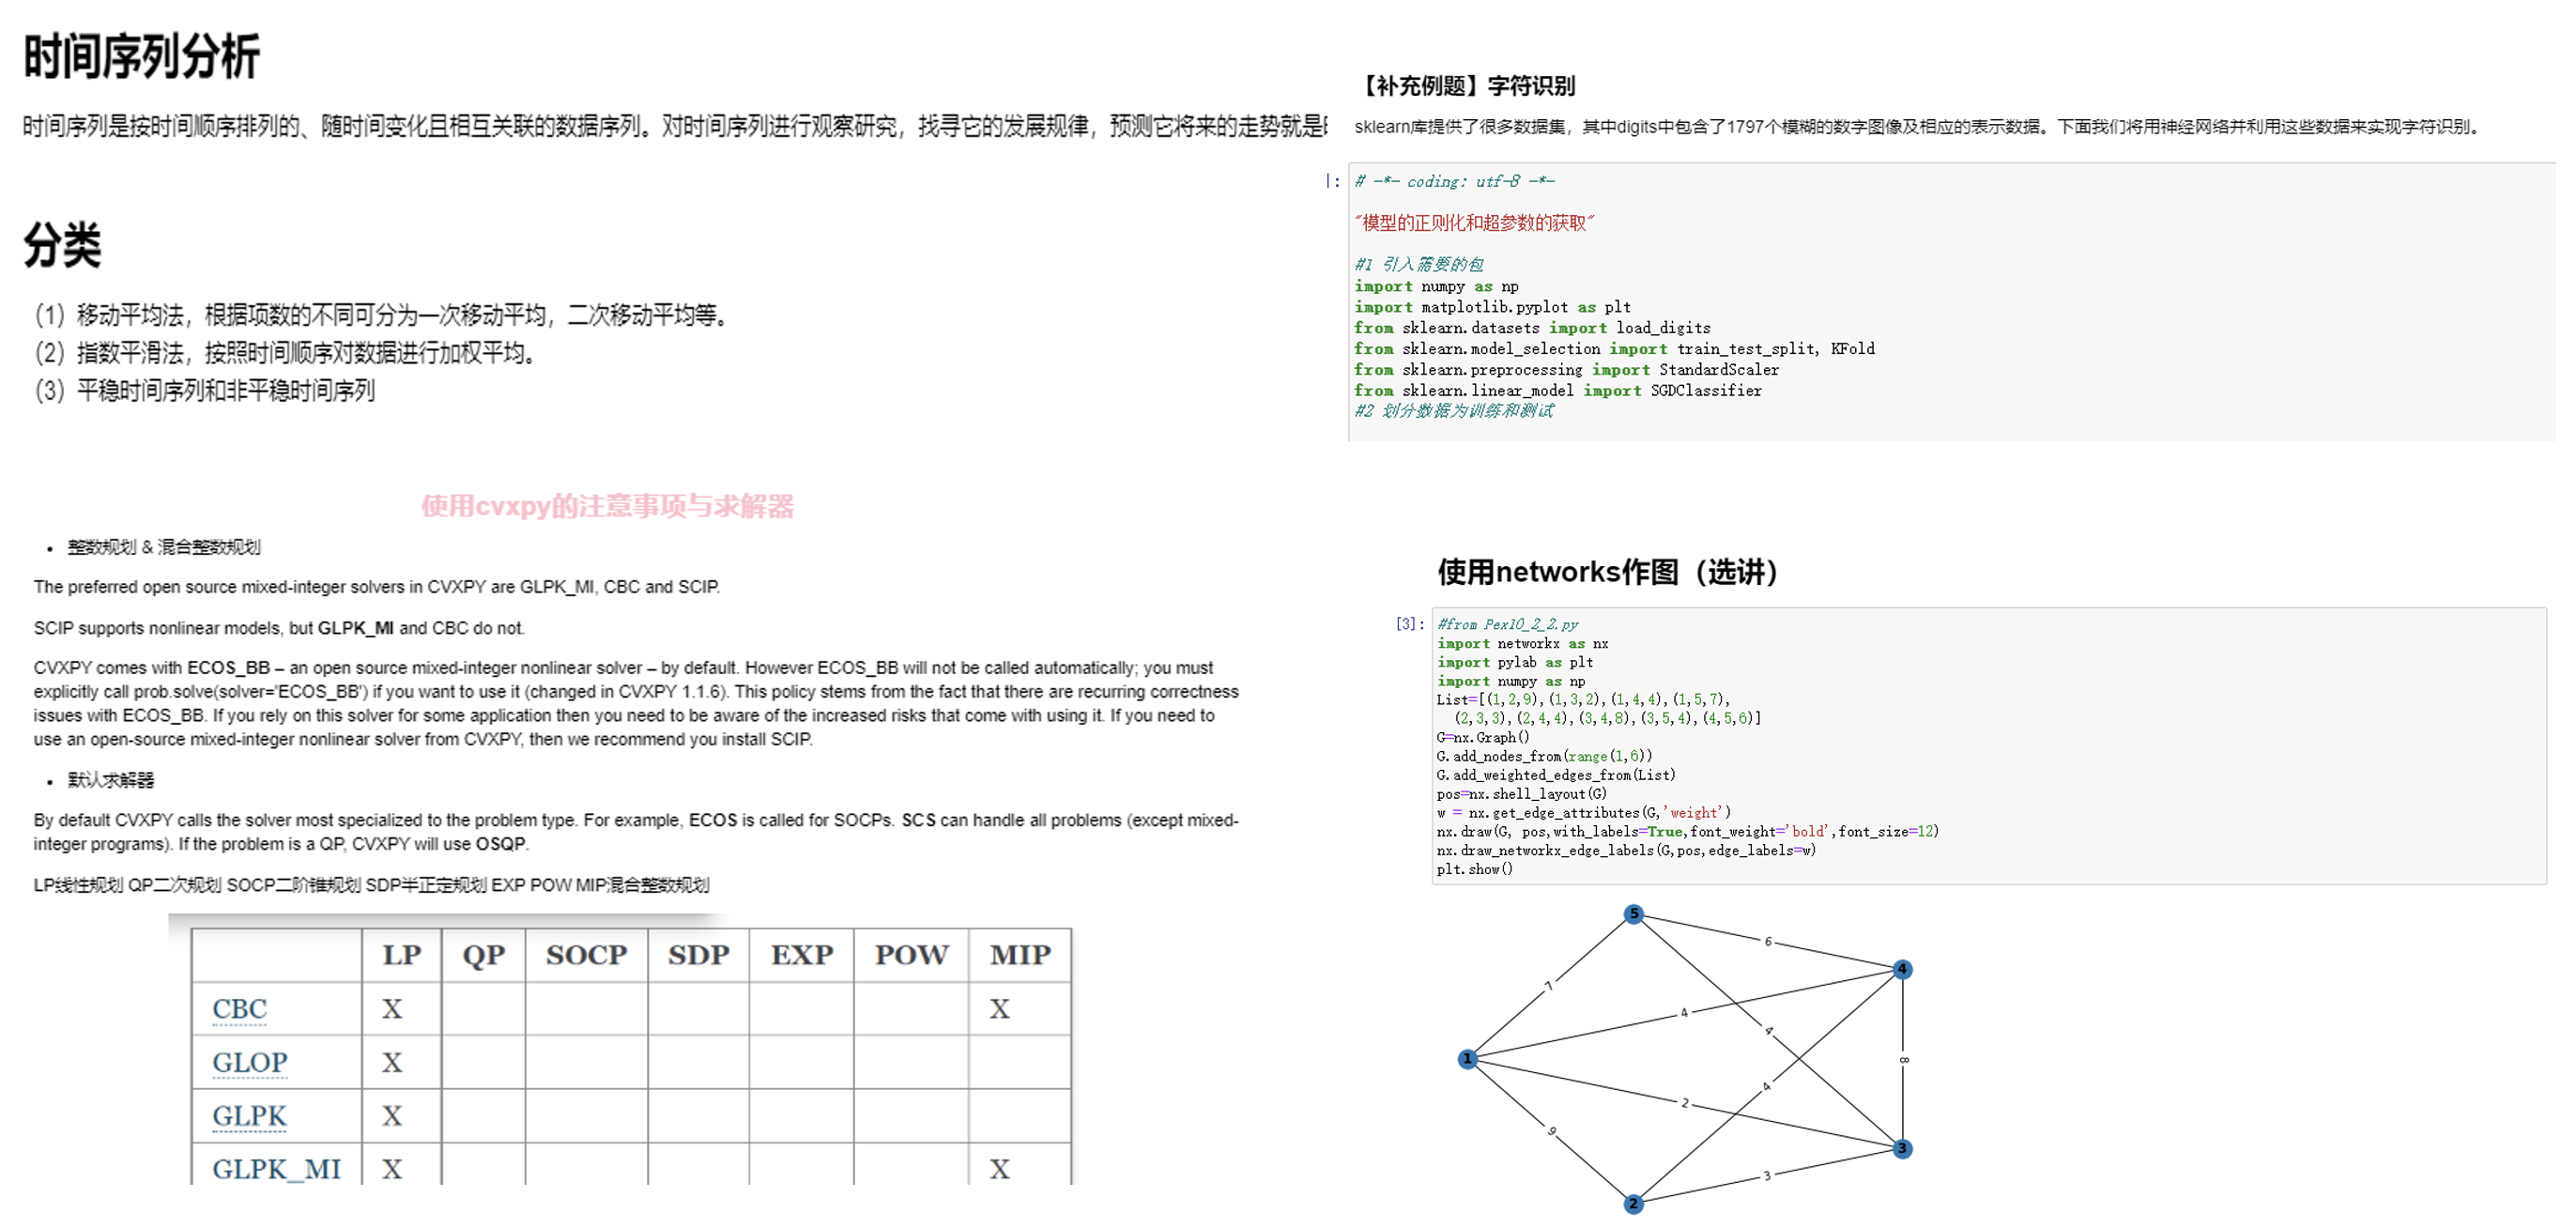 时间序列分析
时间序列是按时间顺序排列的、随时间变化且相互关联的数据序列。对时间序列进行观察研究，找寻它的发展规律，预测它将来的走势就是
分类
（1）移动平均法，根据项数的不同可分为一次移动平均，二次移动平均等。
（2）指数平滑法，按照时间顺序对数据进行加权平均。
（3）平稳时间序列和非平稳时间序列
【补充例题】字符识别
sklearn库提供了很多数据集，其中digits中包含了1797个模糊的数字图像及相应的表示数据。下面我们将用神经网络并利用这些数据来实现字符识别。
]:
# -*- coding: utf-8 -*-
"模型的正则化和超参数的获取"
#1 引入需要的包
import numpy as np
import matplotlib.pyplot as plt
from sklearn.datasets import load_digits
from sklearn.model_selection import train_test_split, KFold
from sklearn.preprocessing import StandardScaler
from sklearn.linear_model import SGDClassifier
#2 划分数据为训练和测试
使用cvxpy的注意事项与求解器
• 整数规划 & 混合整数规划
The preferred open source mixed-integer solvers in CVXPY are GLPK_MI, CBC and SCIP.
SCIP supports nonlinear models, but GLPK_MI and CBC do not.
CVXPY comes with ECOS_BB – an open source mixed-integer nonlinear solver – by default. However ECOS_BB will not be called automatically; you must
explicitly call prob.solve(solver='ECOS_BB') if you want to use it (changed in CVXPY 1.1.6). This policy stems from the fact that there are recurring correctness
issues with ECOS_BB. If you rely on this solver for some application then you need to be aware of the increased risks that come with using it. If you need to
use an open-source mixed-integer nonlinear solver from CVXPY, then we recommend you install SCIP.
• 默认求解器
By default CVXPY calls the solver most specialized to the problem type. For example, ECOS is called for SOCPs. SCS can handle all problems (except mixed-
integer programs). If the problem is a QP, CVXPY will use OSQP.
LP线性规划 QP二次规划 SOCP二阶锥规划 SDP半正定规划 EXP POW MIP混合整数规划
LP QP SOCP SDP EXP POW MIP
CBC X X
GLOP X
GLPK X
GLPK_MI X X
使用networks作图（选讲）
[3]:
#from Pex10_2_2.py
import networkx as nx
import pylab as plt
import numpy as np
List=[(1,2,9),(1,3,2),(1,4,4),(1,5,7),
(2,3,3),(2,4,4),(3,4,8),(3,5,4),(4,5,6)]
G=nx.Graph()
G.add_nodes_from(range(1,6))
G.add_weighted_edges_from(List)
pos=nx.shell_layout(G)
w = nx.get_edge_attributes(G,'weight')
nx.draw(G, pos,with_labels=True,font_weight='bold',font_size=12)
nx.draw_networkx_edge_labels(G,pos,edge_labels=w)
plt.show()
5
6
4
7
4
4
8
1
2
4
9
3
3
2